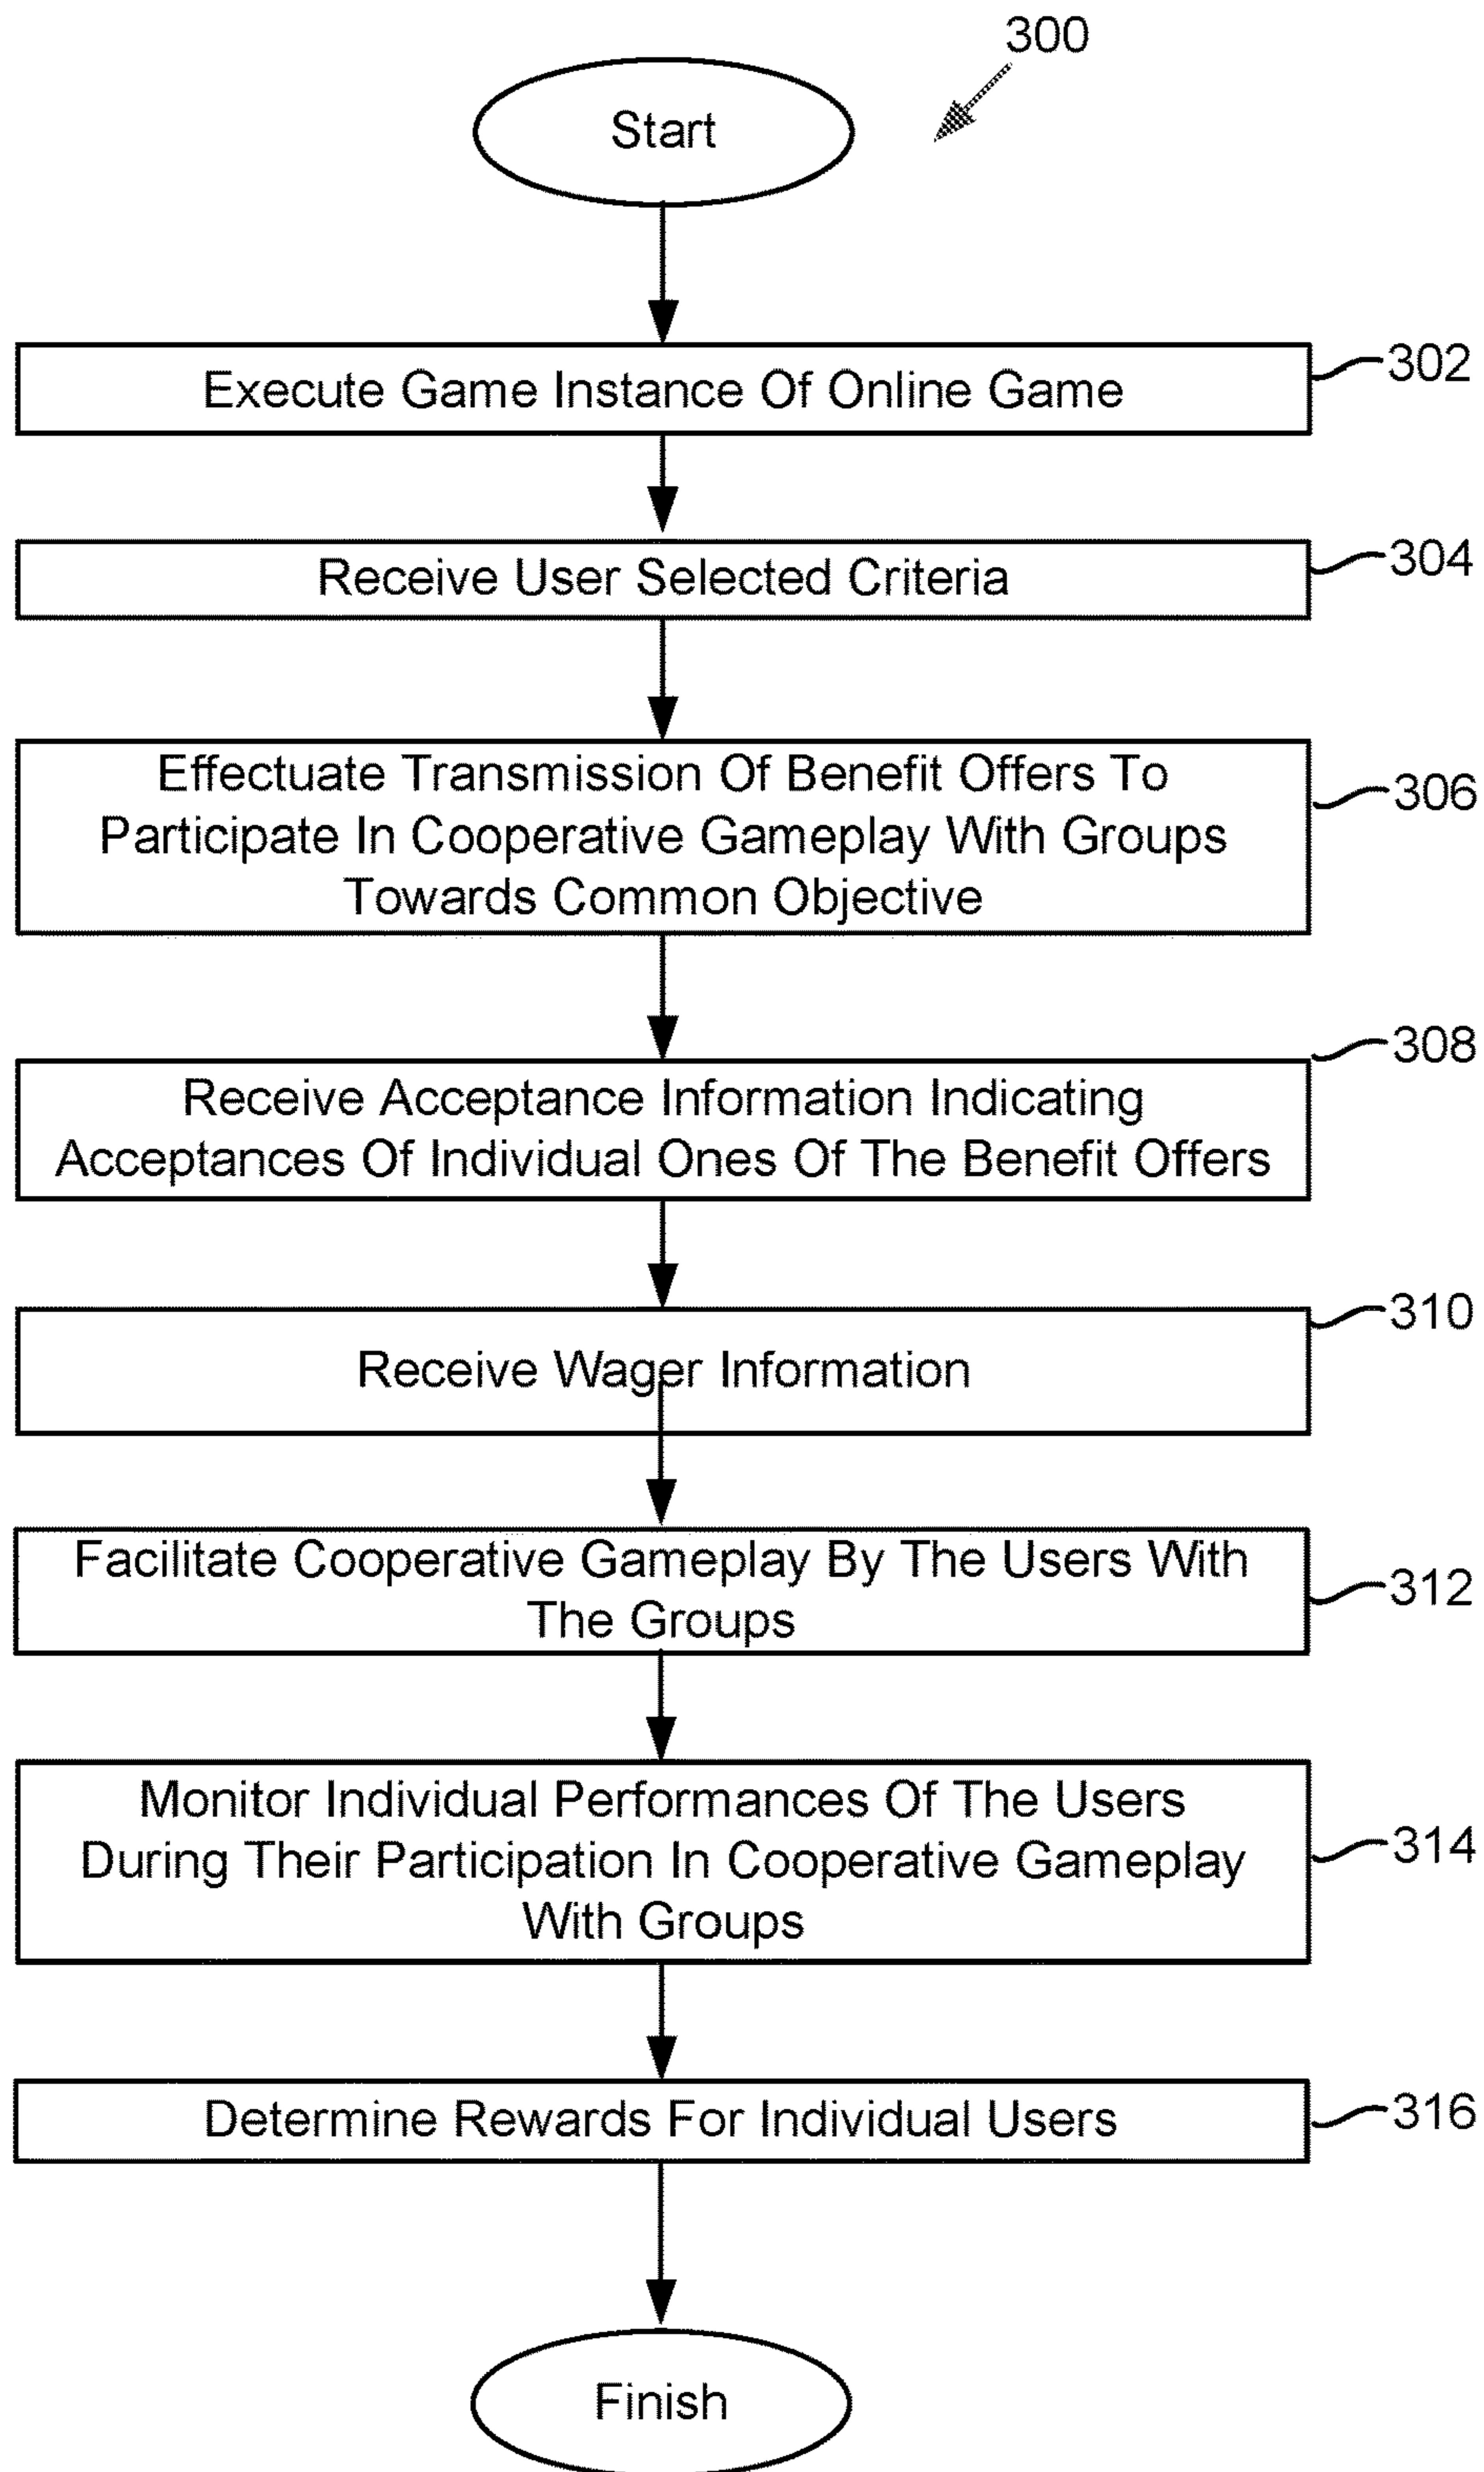 300
Start
Execute Game Instance Of Online Game
302
Receive User Selected Criteria
304
Effectuate Transmission Of Benefit Offers To
Participate In Cooperative Gameplay With Groups
Towards Common Objective
306
Receive Acceptance Information Indicating
Acceptances Of Individual Ones Of The Benefit Offers
308
Receive Wager Information
310
Facilitate Cooperative Gameplay By The Users With
The Groups
312
Monitor Individual Performances Of The Users
During Their Participation In Cooperative Gameplay
With Groups
314
Determine Rewards For Individual Users
316
Finish